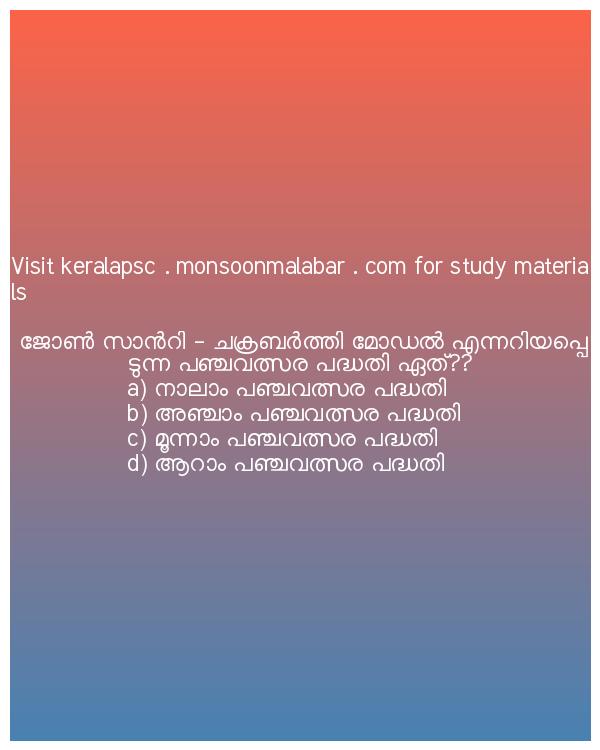 Visit keralapsc . monsoonmalabar . com for study materia
ls
ജോൺ സാൻറി - ചക്രബർത്തി മോഡൽ എന്നറിയപ്പെ
ടുന്ന പഞ്ചവത്സര പദ്ധതി ഏത്??
a) നാലാം പഞ്ചവത്സര പദ്ധതി
b) അഞ്ചാം പഞ്ചവത്സര പദ്ധതി
c) മൂന്നാം പഞ്ചവത്സര പദ്ധതി
d) ആറാം പഞ്ചവത്സര പദ്ധതി